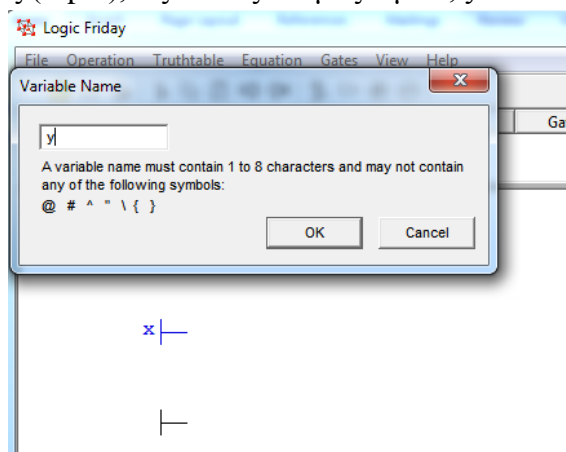 Logic Friday
File Operation Truthtable Equation Gates View Help
Variable Name
Ga
y
A variable name must contain 1 to 8 characters and may not contain
any of the following symbols:
@ # ^ " \ { }
OK Cancel
x